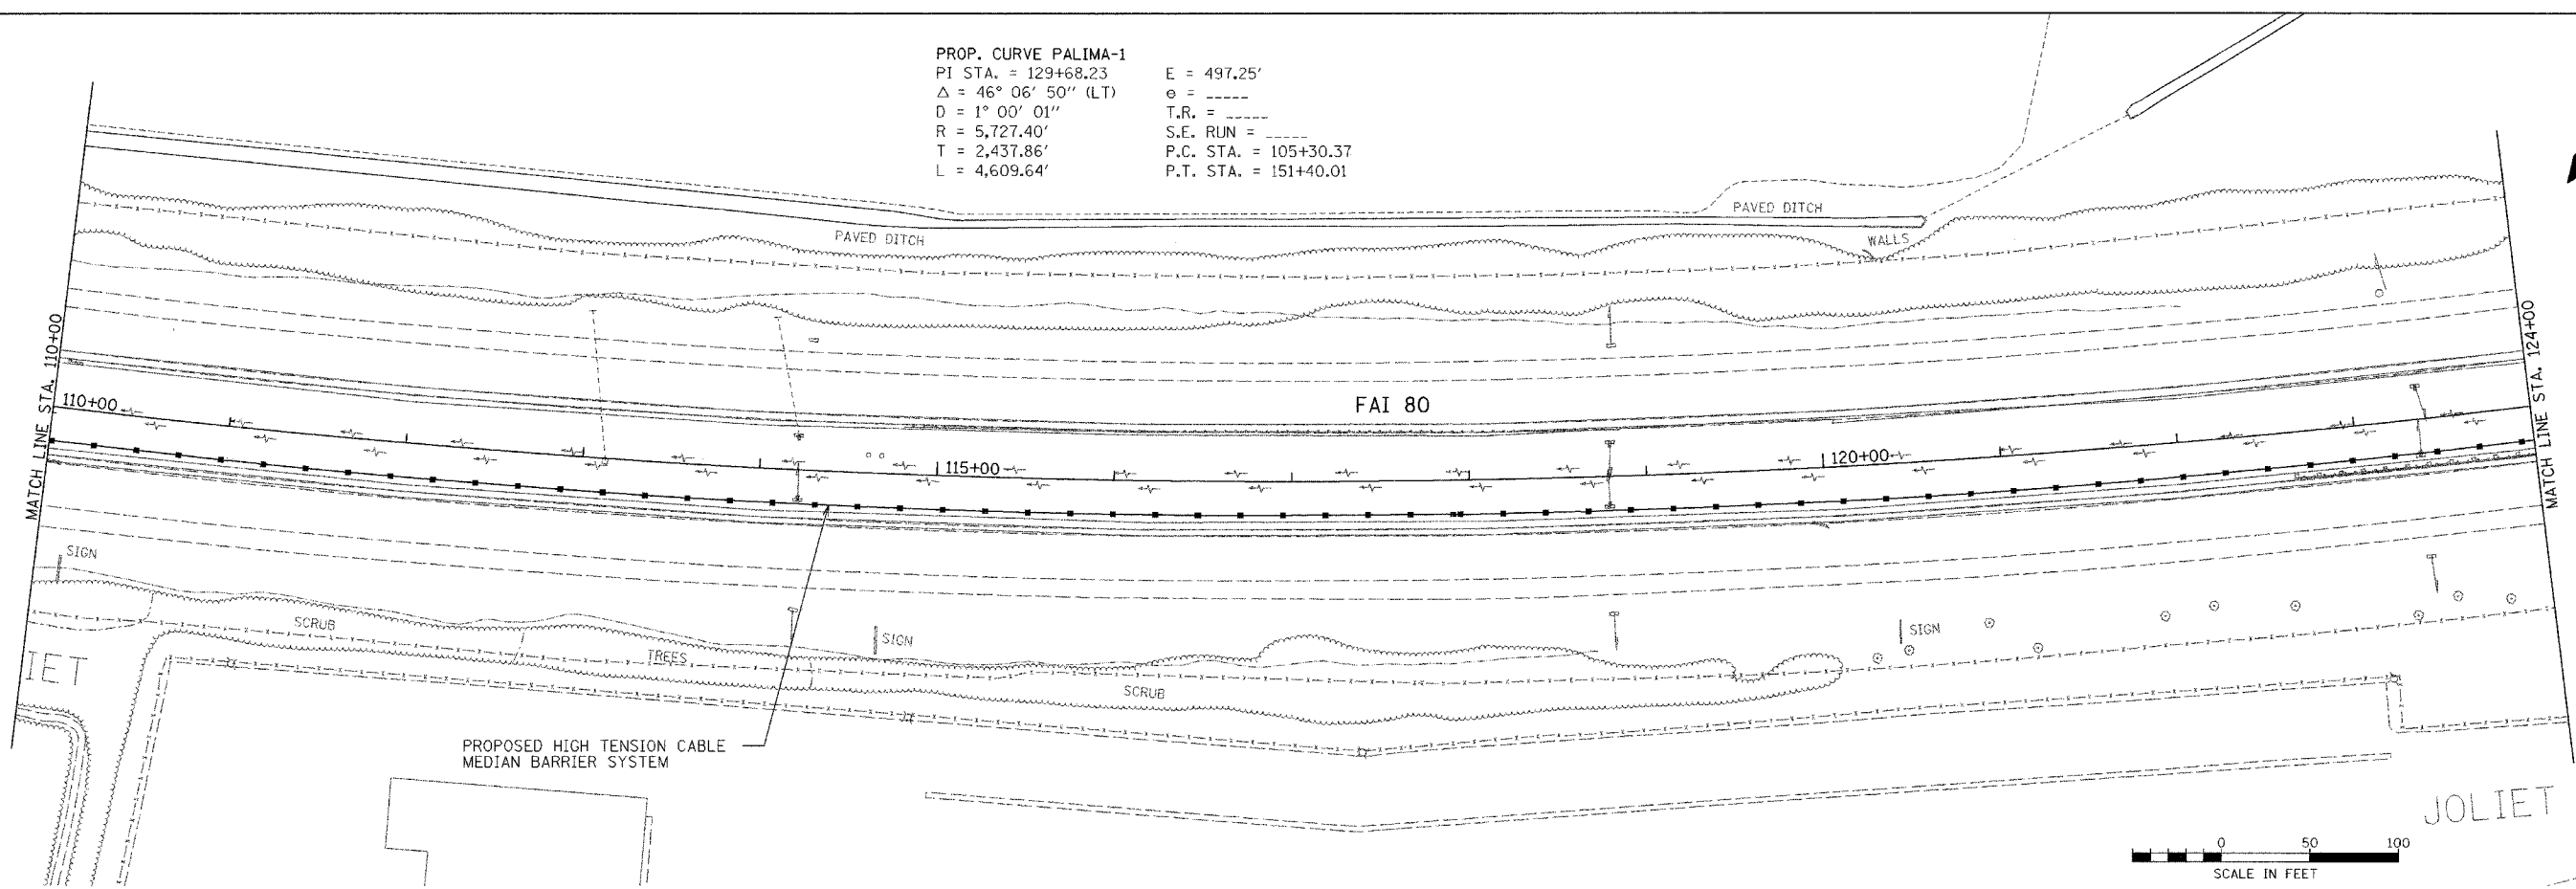 PROP. CURVE PALIMA-1
PI STA. = 129+68.23
Δ = 46° 06' 50'' (LT)
D = 1° 00' 01''
R = 5,727.40'
T = 2,437.86'
L = 4,609.64'
E = 497.25'
e = _____
T.R. = _____
S.E. RUN = _____
P.C. STA. = 105+30.37
P.T. STA. = 151+40.01
PAVED DITCH
PAVED DITCH
WALLS
MATCH LINE STA. 110+00
MATCH LINE STA. 124+00
FAI 80
110+00
115+00
120+00
SIGN
SCRUB
TREES
SIGN
SCRUB
SIGN
IET
PROPOSED HIGH TENSION CABLE
MEDIAN BARRIER SYSTEM
JOLIET
0 50 100
SCALE IN FEET